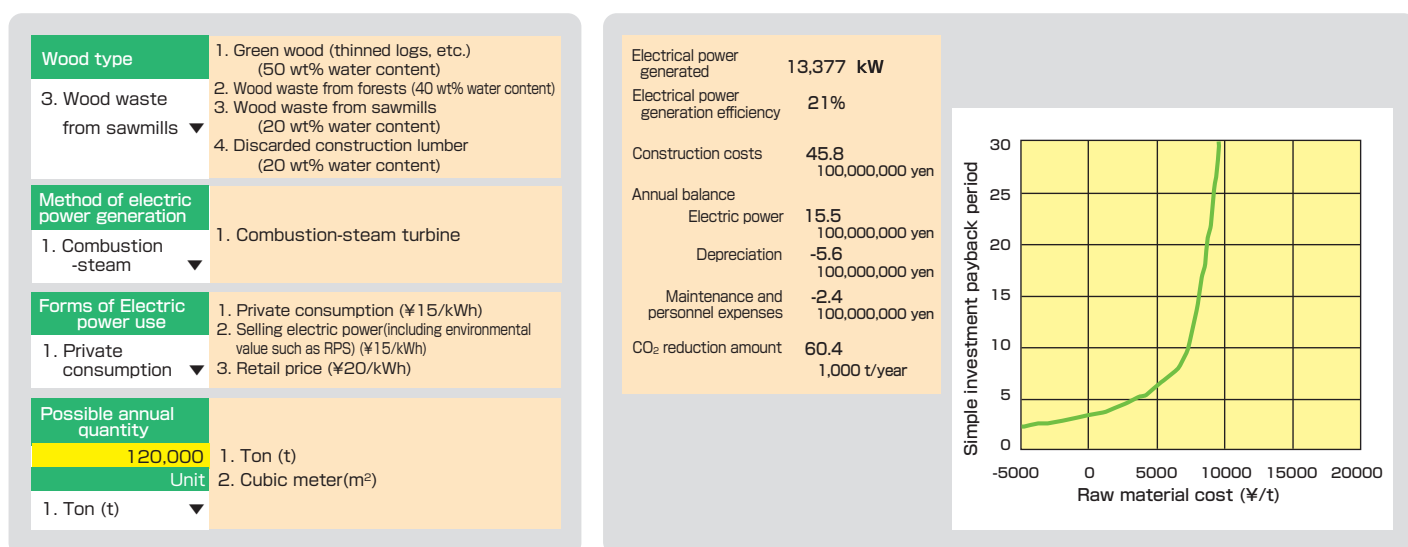 Wood type
3. Wood waste
from sawmills ▼
1. Green wood (thinned logs, etc.)
(50 wt% water content)
2. Wood waste from forests (40 wt% water content)
3. Wood waste from sawmills
(20 wt% water content)
4. Discarded construction lumber
(20 wt% water content)
Method of electric
power generation
1. Combustion
-steam ▼
1. Combustion-steam turbine
Forms of Electric
power use
1. Private
consumption ▼
1. Private consumption (¥15/kWh)
2. Selling electric power(including environmental
value such as RPS) (¥15/kWh)
3. Retail price (¥20/kWh)
Possible annual
quantity
120,000
Unit
1. Ton (t) ▼
1. Ton (t)
2. Cubic meter(m²)
Electrical power
generated 13,377 kW
Electrical power
generation efficiency 21%
Construction costs 45.8
100,000,000 yen
Annual balance
Electric power 15.5
100,000,000 yen
Depreciation -5.6
100,000,000 yen
Maintenance and
personnel expenses -2.4
100,000,000 yen
CO₂ reduction amount 60.4
1,000 t/year
Simple investment payback period
30
25
20
15
10
5
0
-5000 0 5000 10000 15000 20000
Raw material cost (¥/t)